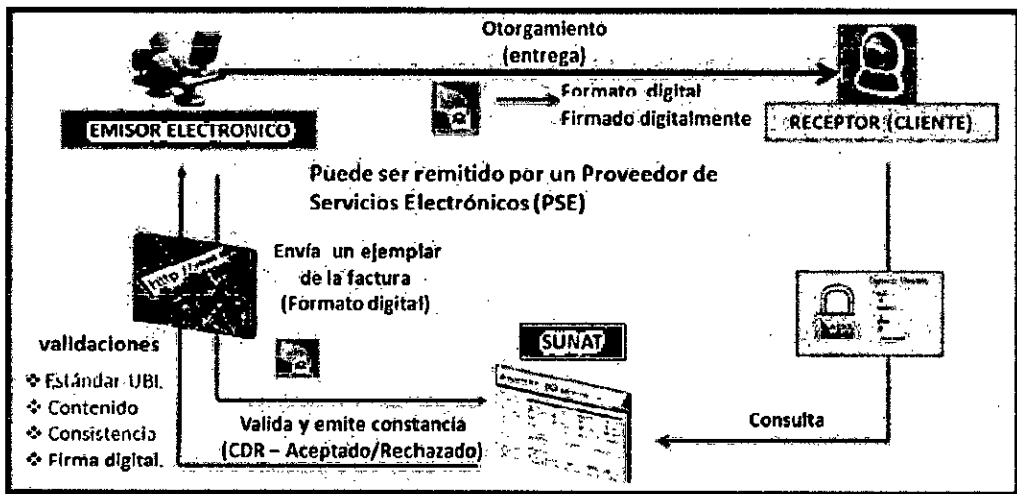 Otorgamiento
(entrega)
Formato digital
Firmado digitalmente
EMISOR ELECTRONICO
RECEPTOR (CLIENTE)
Puede ser remitido por un Proveedor de
Servicios Electrónicos (PSE)
Envía un ejemplar
de la factura
(Formato digital)
http
validaciones
❖ Estándar UBL.
❖ Contenido
❖ Consistencia
❖ Firma digital.
SUNAT
Valida y emite constancia
(CDR – Aceptado/Rechazado)
Consulta